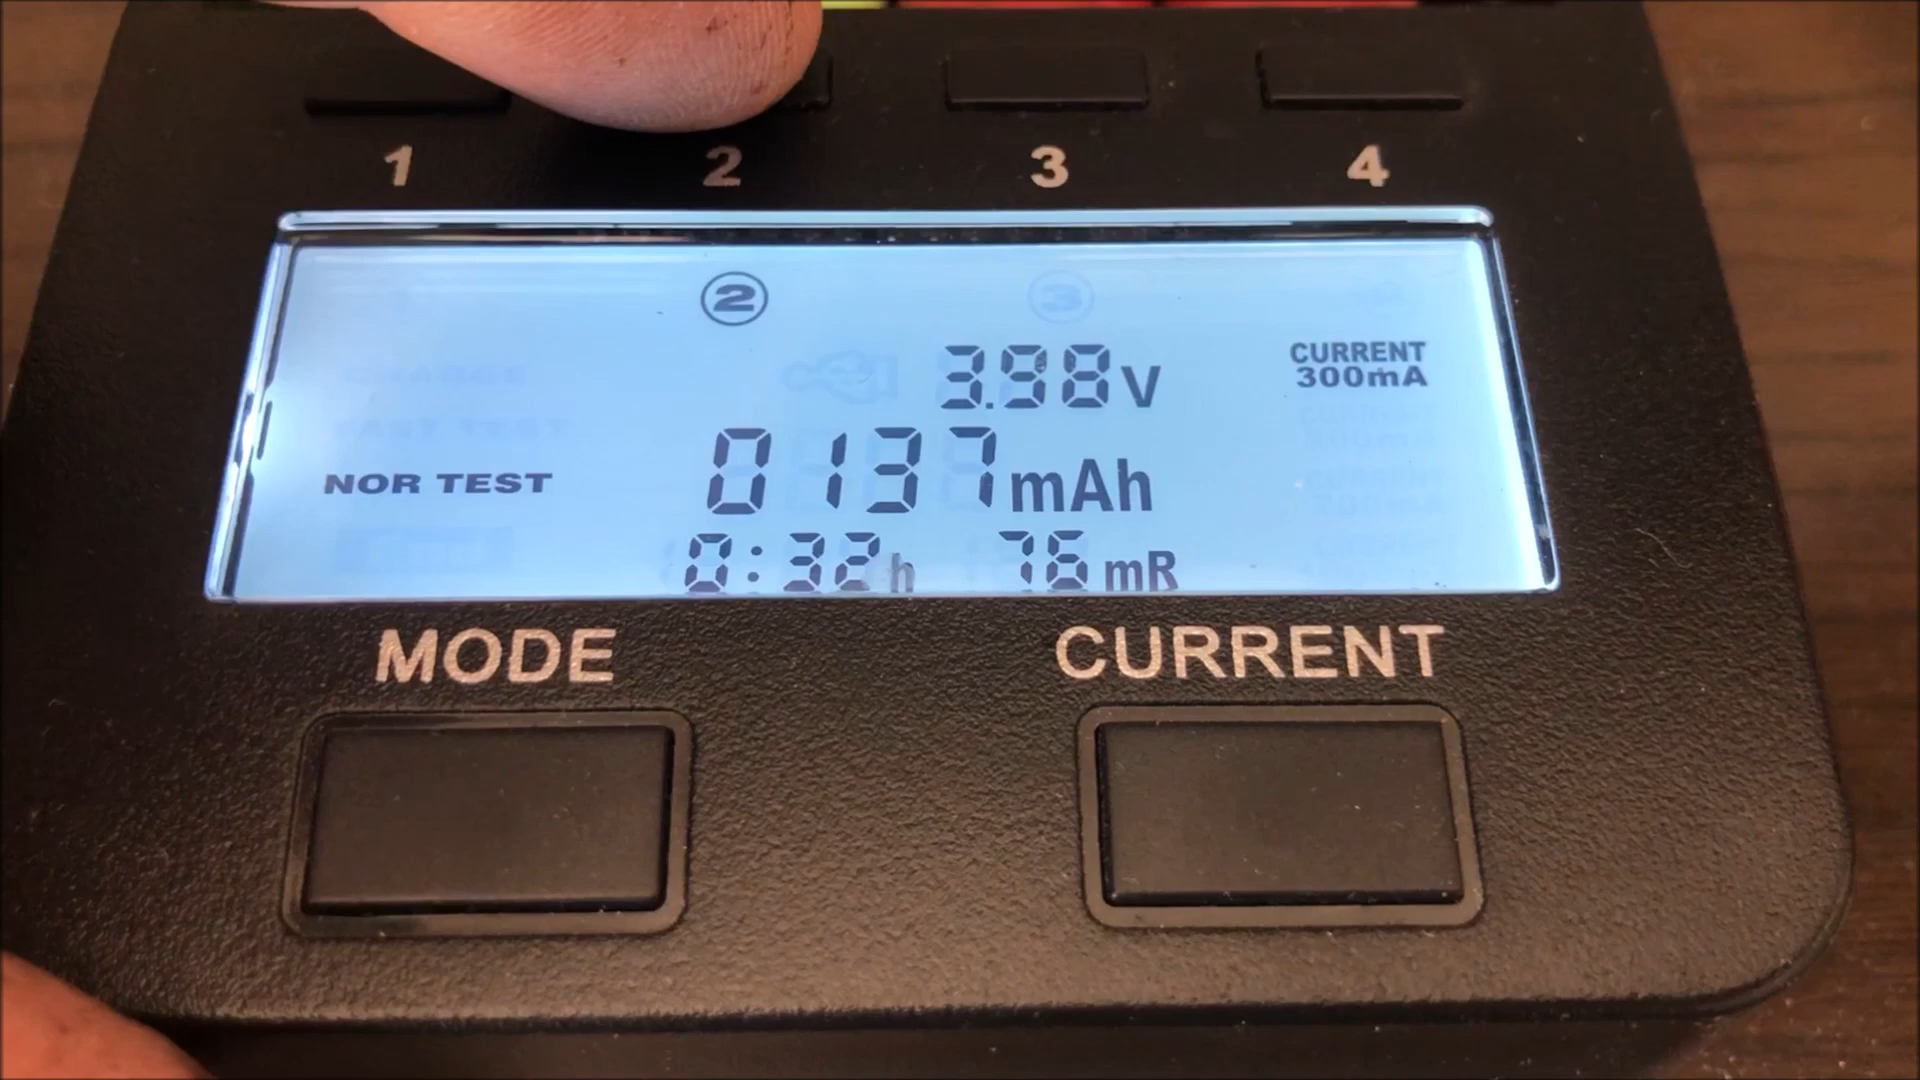 1 2 3 4
2
3.98V
CURRENT
300mA
NOR TEST
0137mAh
0:32h 76mR
MODE CURRENT